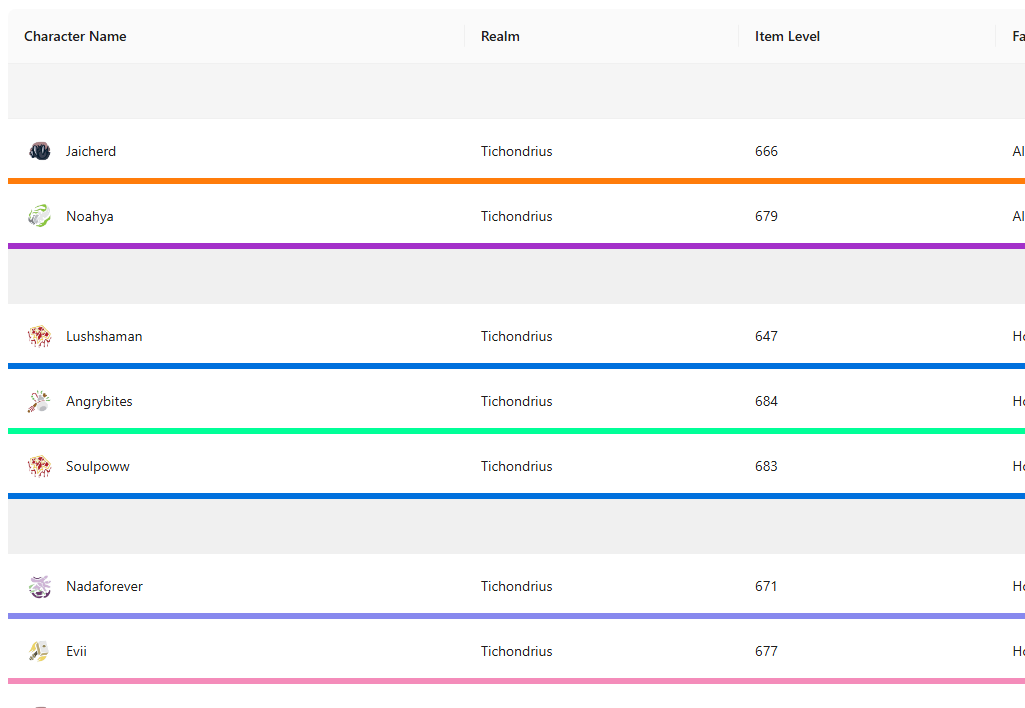 Character Name Realm Item Level Fa
Jaicherd Tichondrius 666 Al
Noahya Tichondrius 679 Al
Lushshaman Tichondrius 647 Ho
Angrybites Tichondrius 684 Ho
Soulpoww Tichondrius 683 Ho
Nadaforever Tichondrius 671 Ho
Evii Tichondrius 677 Ho